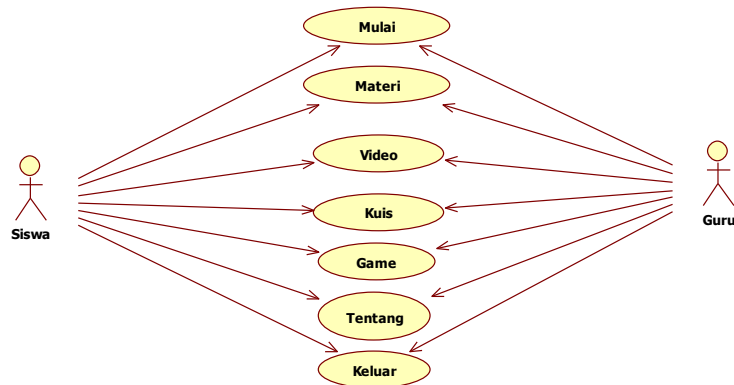 Mulai
Materi
Video
Kuis
Game
Tentang
Keluar
Siswa
Guru